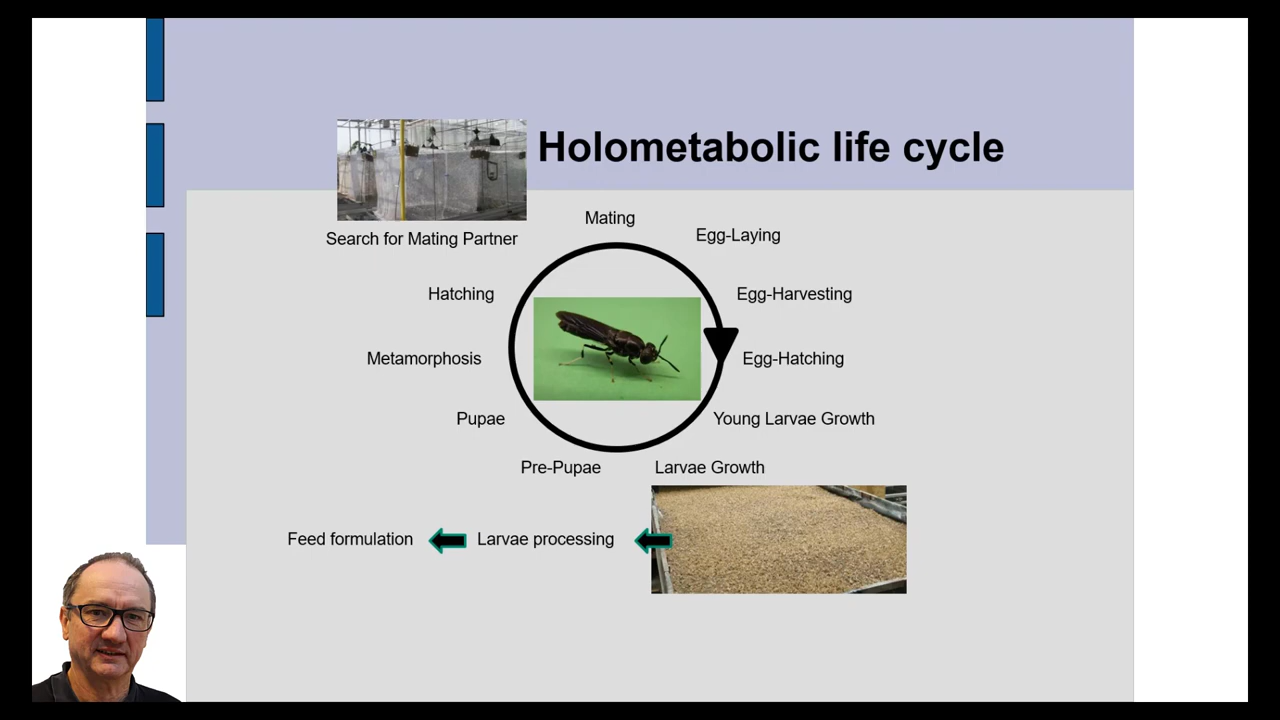 Holometabolic life cycle
Mating
Egg-Laying
Search for Mating Partner
Hatching
Egg-Harvesting
Metamorphosis
Egg-Hatching
Pupae
Young Larvae Growth
Pre-Pupae
Larvae Growth
Feed formulation
Larvae processing